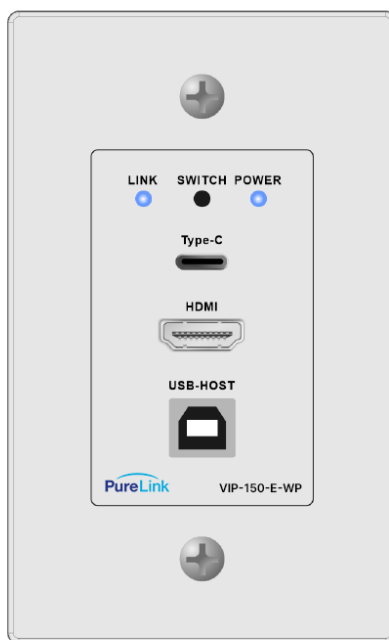 LINK SWITCH POWER
Type-C
HDMI
USB-HOST
PureLink VIP-150-E-WP